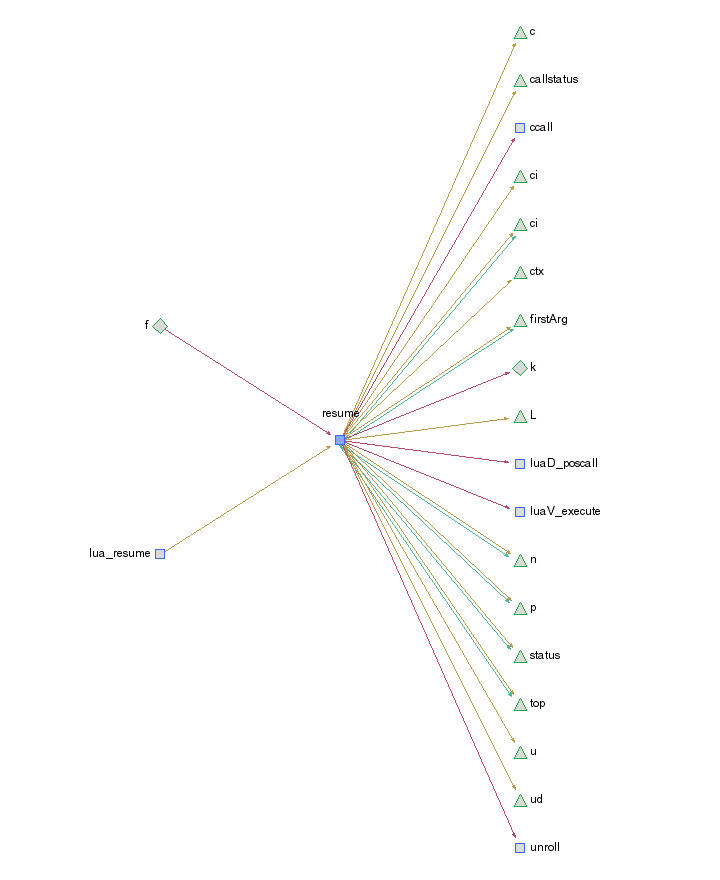 c
callstatus
ccall
ci
ci
ctx
firstArg
f
k
resume
L
luaD_poscall
luaV_execute
lua_resume
n
p
status
top
u
ud
unroll